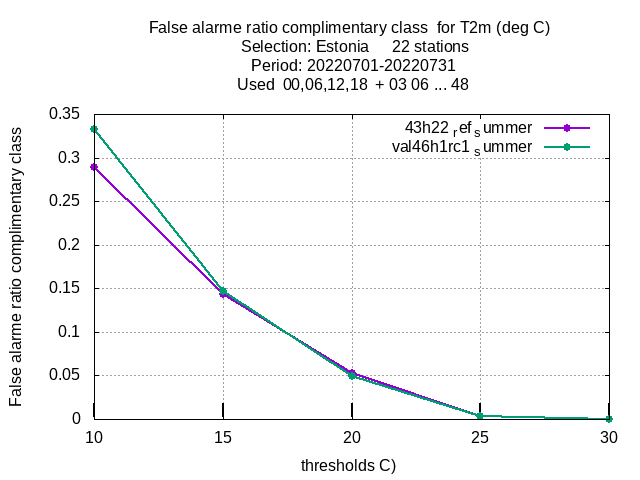 False alarme ratio complimentary class for T2m (deg C)
Selection: Estonia 22 stations
Period: 20220701-20220731
Used 00,06,12,18 + 03 06 ... 48
43h22 ref summer
val46h1rc1 summer
False alarme ratio complimentary class
0.35
0.3
0.25
0.2
0.15
0.1
0.05
0
10 15 20 25 30
thresholds C)